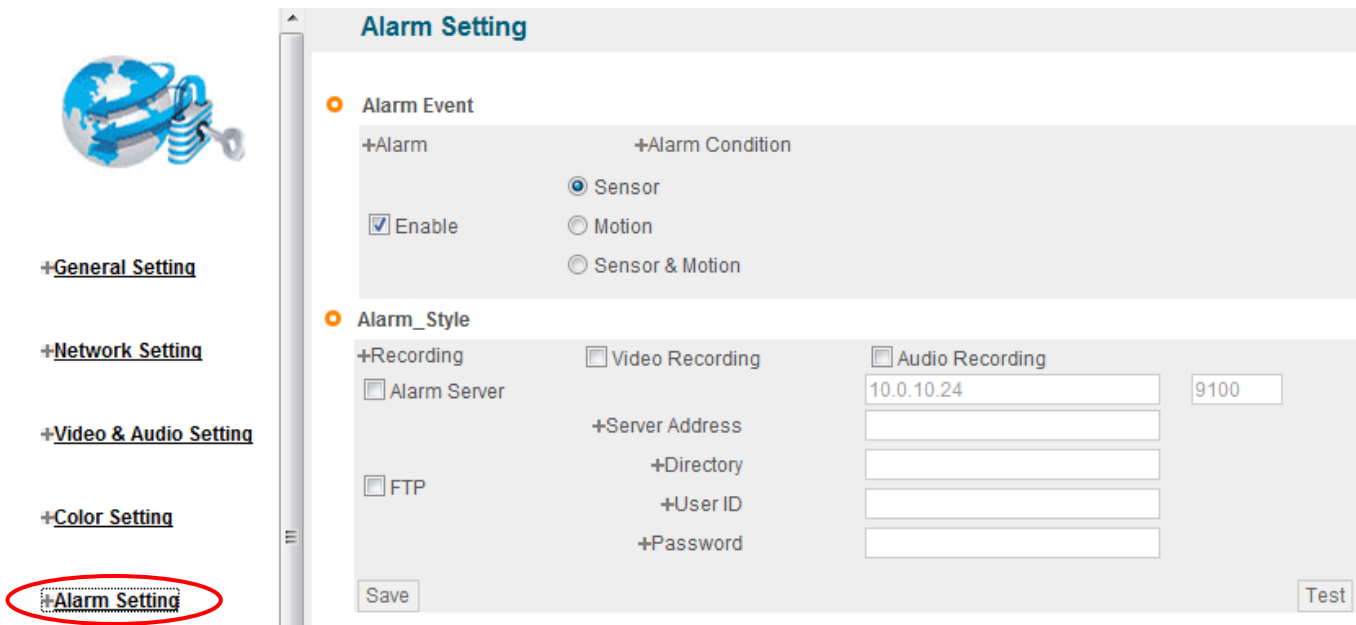 Alarm Setting
+General Setting
+Network Setting
+Video & Audio Setting
+Color Setting
+Alarm Setting
Alarm Event
+Alarm +Alarm Condition
Sensor
Enable Motion
Sensor & Motion
Alarm_Style
+Recording Video Recording Audio Recording
Alarm Server 10.0.10.24 9100
+Server Address
+Directory
FTP
+User ID
+Password
Save Test